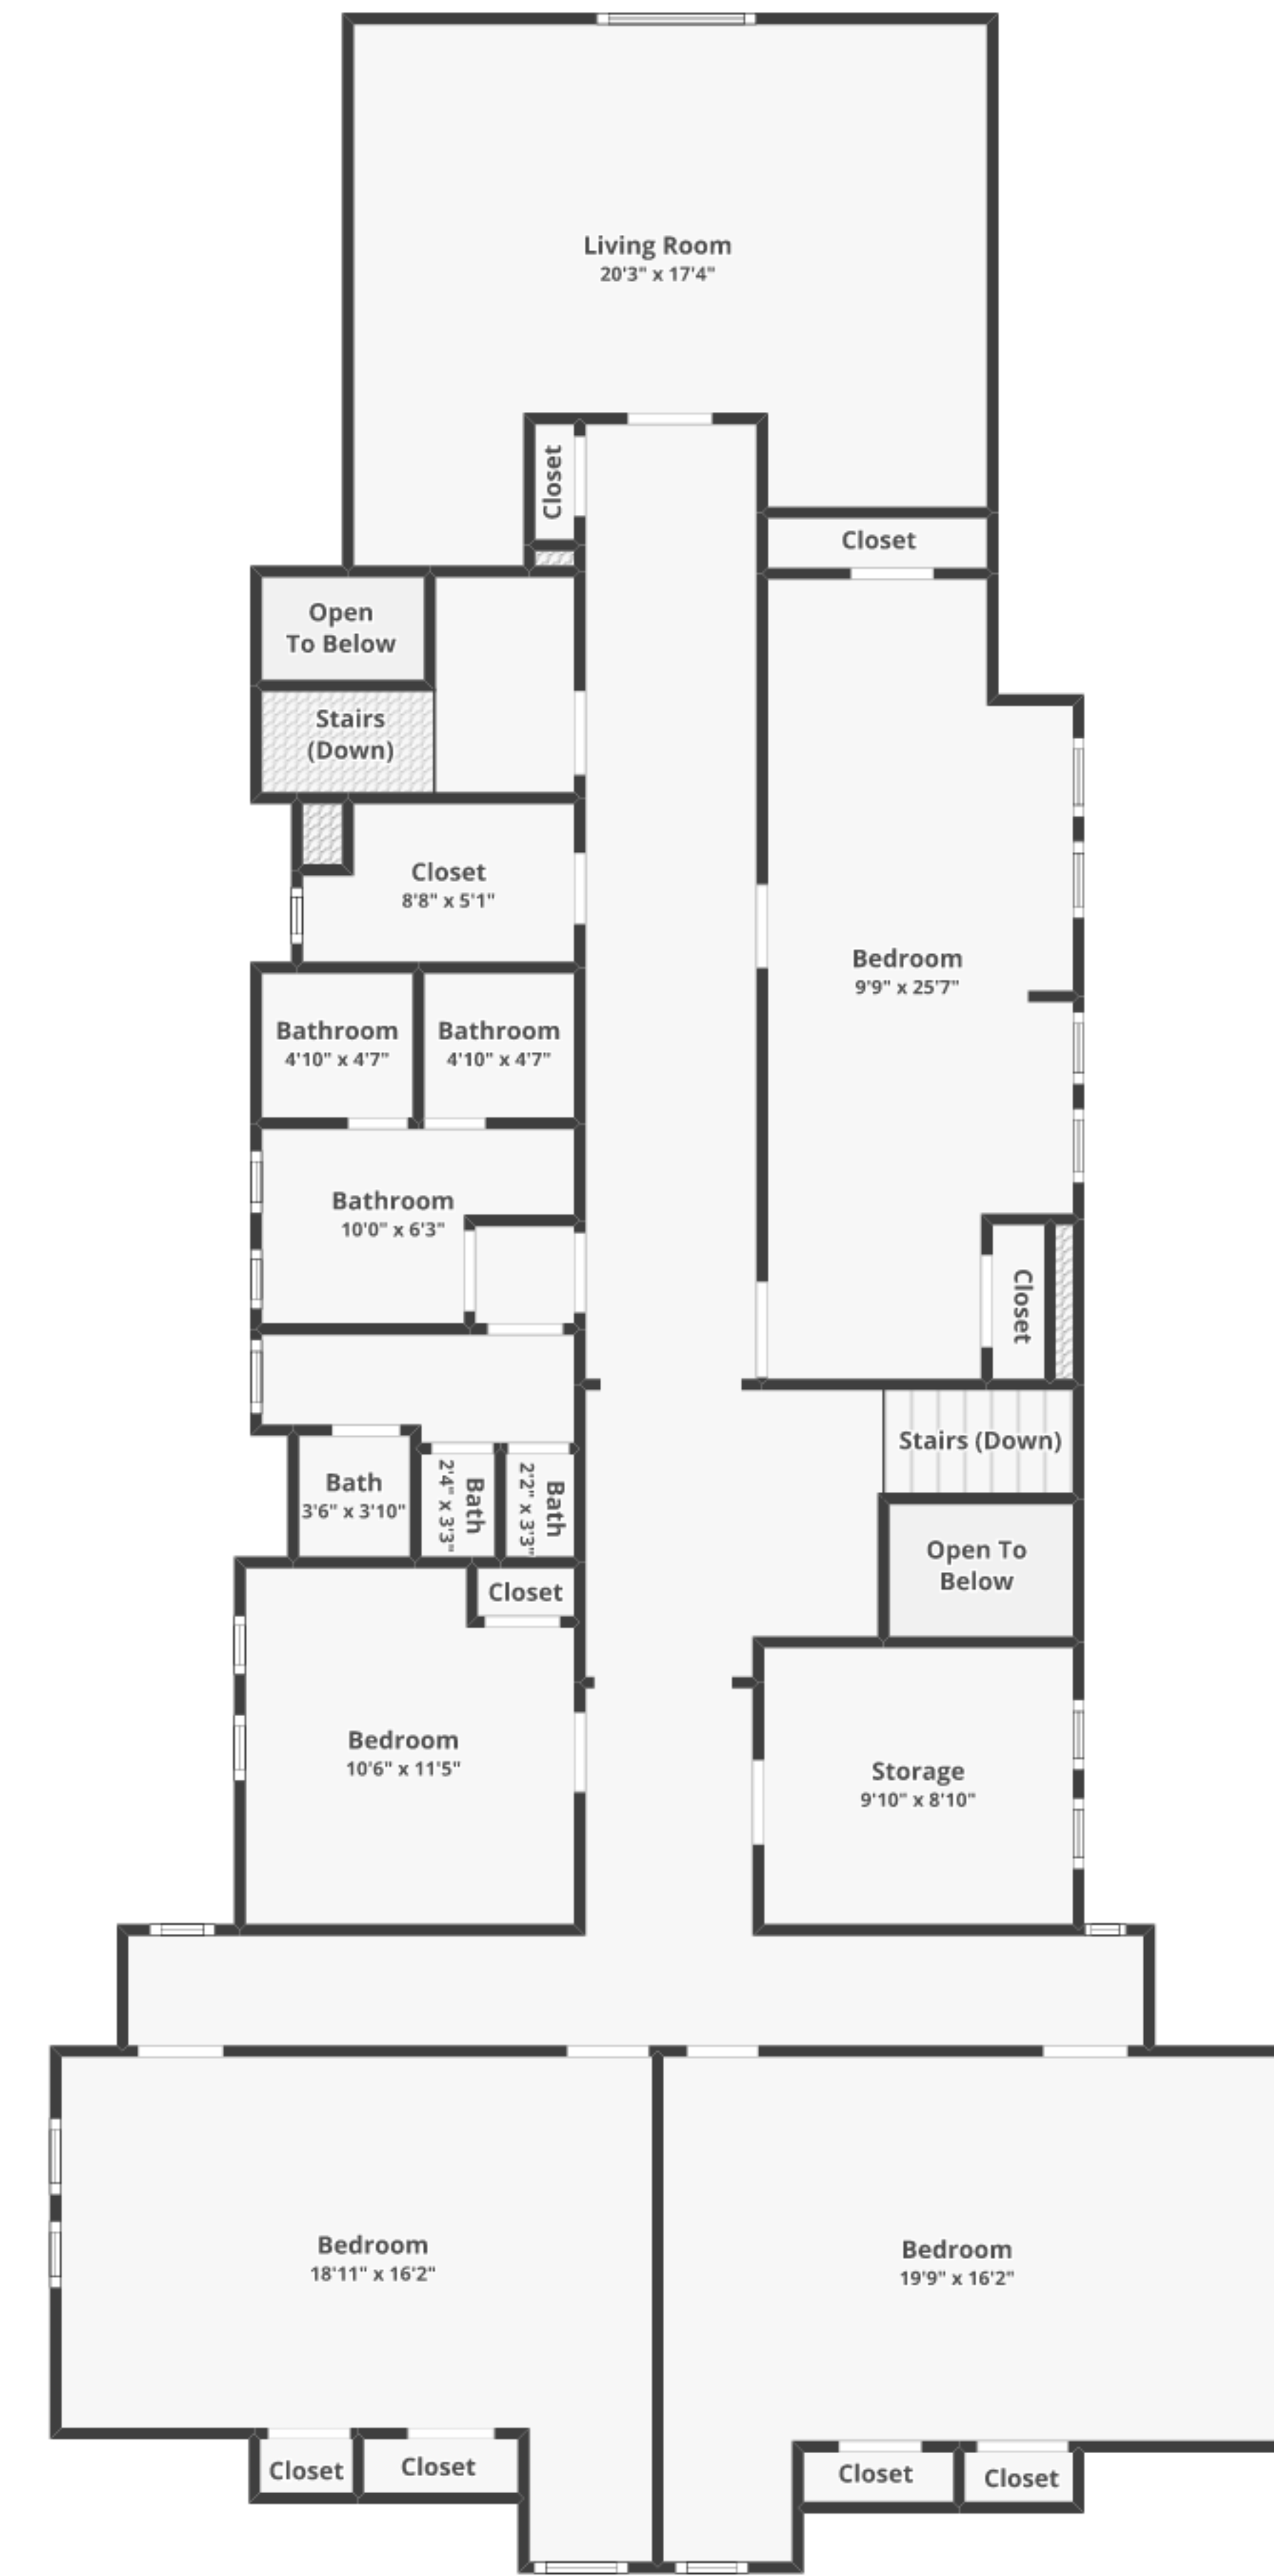 Living Room
20'3" x 17'4"
Closet
Closet
Open
To Below
Stairs
(Down)
Closet
8'8" x 5'1"
Bedroom
9'9" x 25'7"
Bathroom
4'10" x 4'7"
Bathroom
4'10" x 4'7"
Bathroom
10'0" x 6'3"
Closet
Stairs (Down)
Bath
3'6" x 3'10"
Bath
2'4" x 3'3"
Bath
2'2" x 3'3"
Open To
Below
Closet
Bedroom
10'6" x 11'5"
Storage
9'10" x 8'10"
Bedroom
18'11" x 16'2"
Bedroom
19'9" x 16'2"
Closet
Closet
Closet
Closet